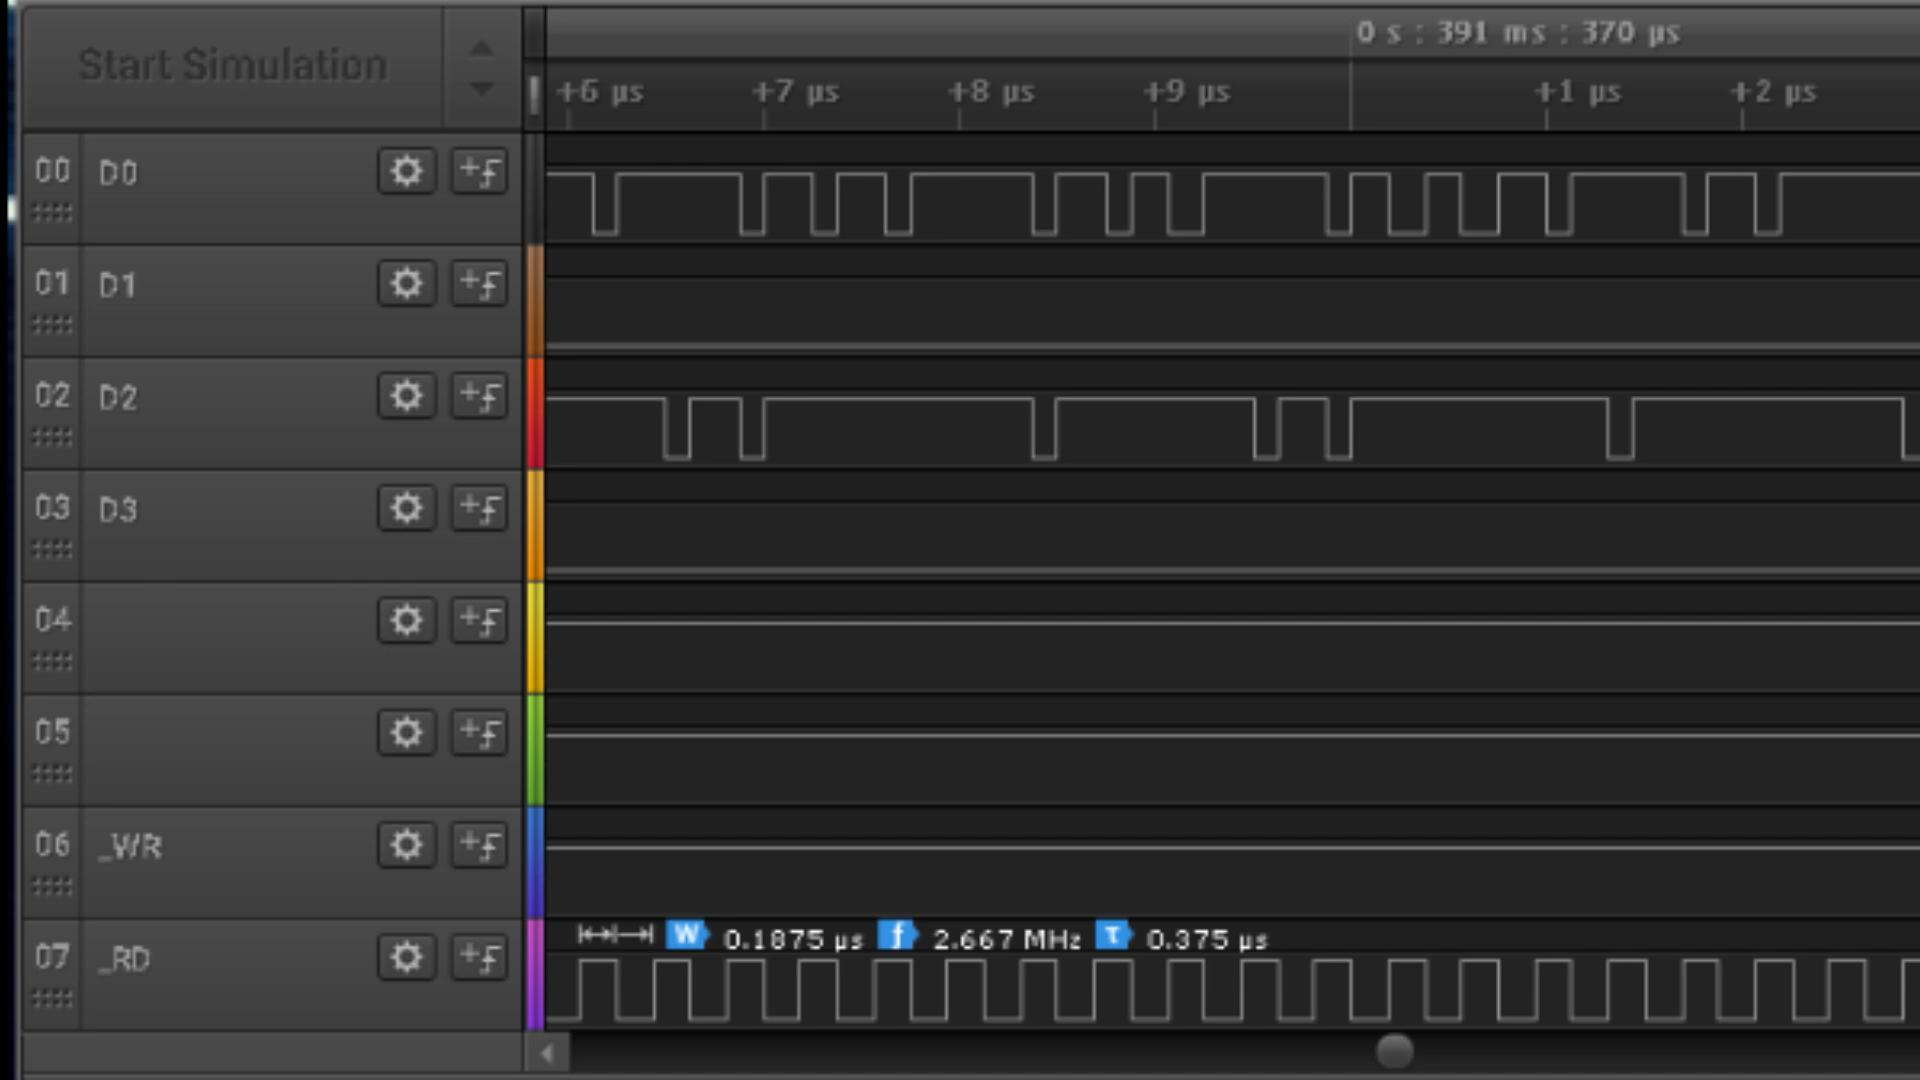 Start Simulation
0 s : 391 ms : 370 µs
+6 µs +7 µs +8 µs +9 µs +1 µs +2 µs
00 D0
01 D1
02 D2
03 D3
04
05
06 _WR
07 _RD
W 0.1875 µs f 2.667 MHz T 0.375 µs